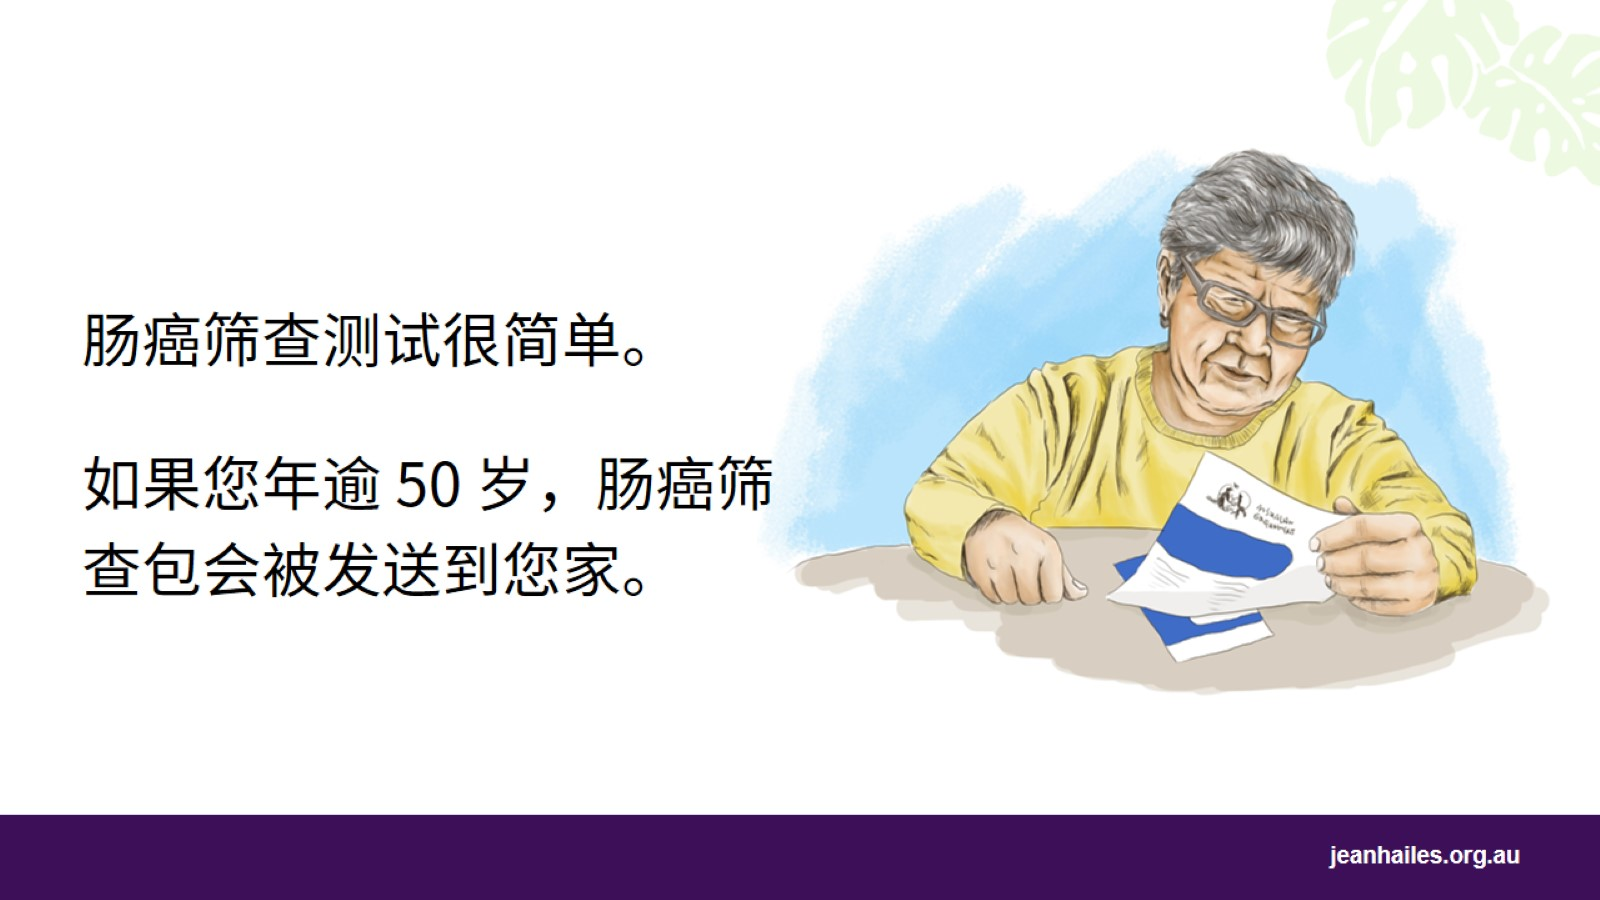 肠癌筛查测试很简单。
如果您年逾 50 岁，肠癌筛
查包会被发送到您家。
jeanhailes.org.au